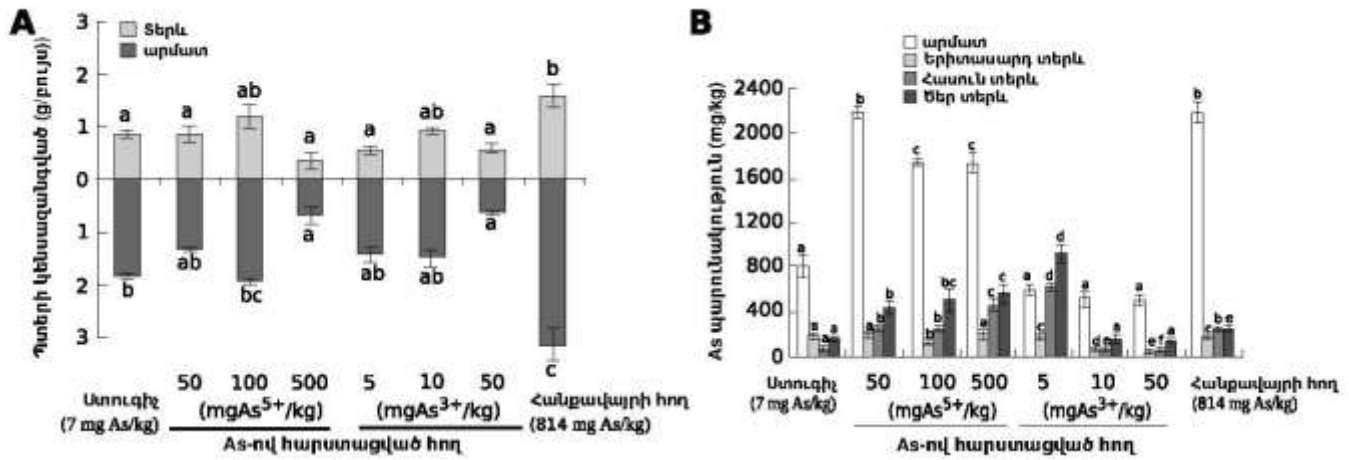 A
Պտերի կենսազանգված (գ/բույս))
Տերև
արմատ
3
2
1
0
1
2
3
a
a
ab
a
a
ab
a
b
b
ab
bc
a
ab
ab
a
c
Ստուգիչ
(7 mg As/kg)
50 100 500
(mgAs5+/kg)
5 10 50
(mgAs3+/kg)
Հանքավայրի հող
(814 mg As/kg)
As-ով հարստացված հող
B
As պարունակություն (mg/kg)
արմատ
Երիտասարդ տերև
Հասուն տերև
Ծեր տերև
2400
2000
1600
1200
800
400
0
a a a a
b a b b
c b b bc
c a c c
a c d d
a d e a
a e f a
b c b e
Ստուգիչ
(7 mg As/kg)
50 100 500
(mgAs5+/kg)
5 10 50
(mgAs3+/kg)
Հանքավայրի հող
(814 mg As/kg)
As-ով հարստացված հող